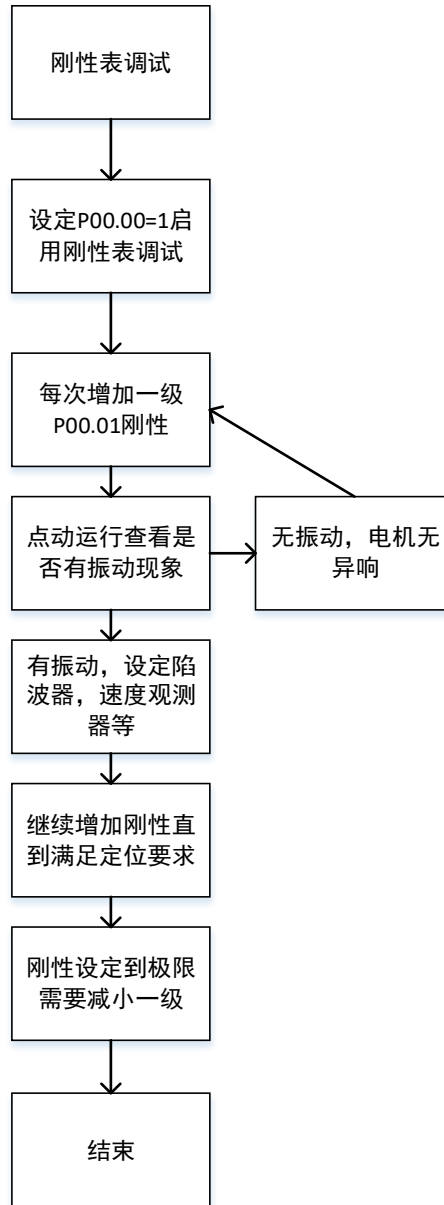 刚性表调试
设定P00.00=1启
用刚性表调试
每次增加一级
P00.01刚性
点动运行查看是
否有振动现象
无振动，电机无
异响
有振动，设定陷
波器，速度观测
器等
继续增加刚性直
到满足定位要求
刚性设定到极限
需要减小一级
结束